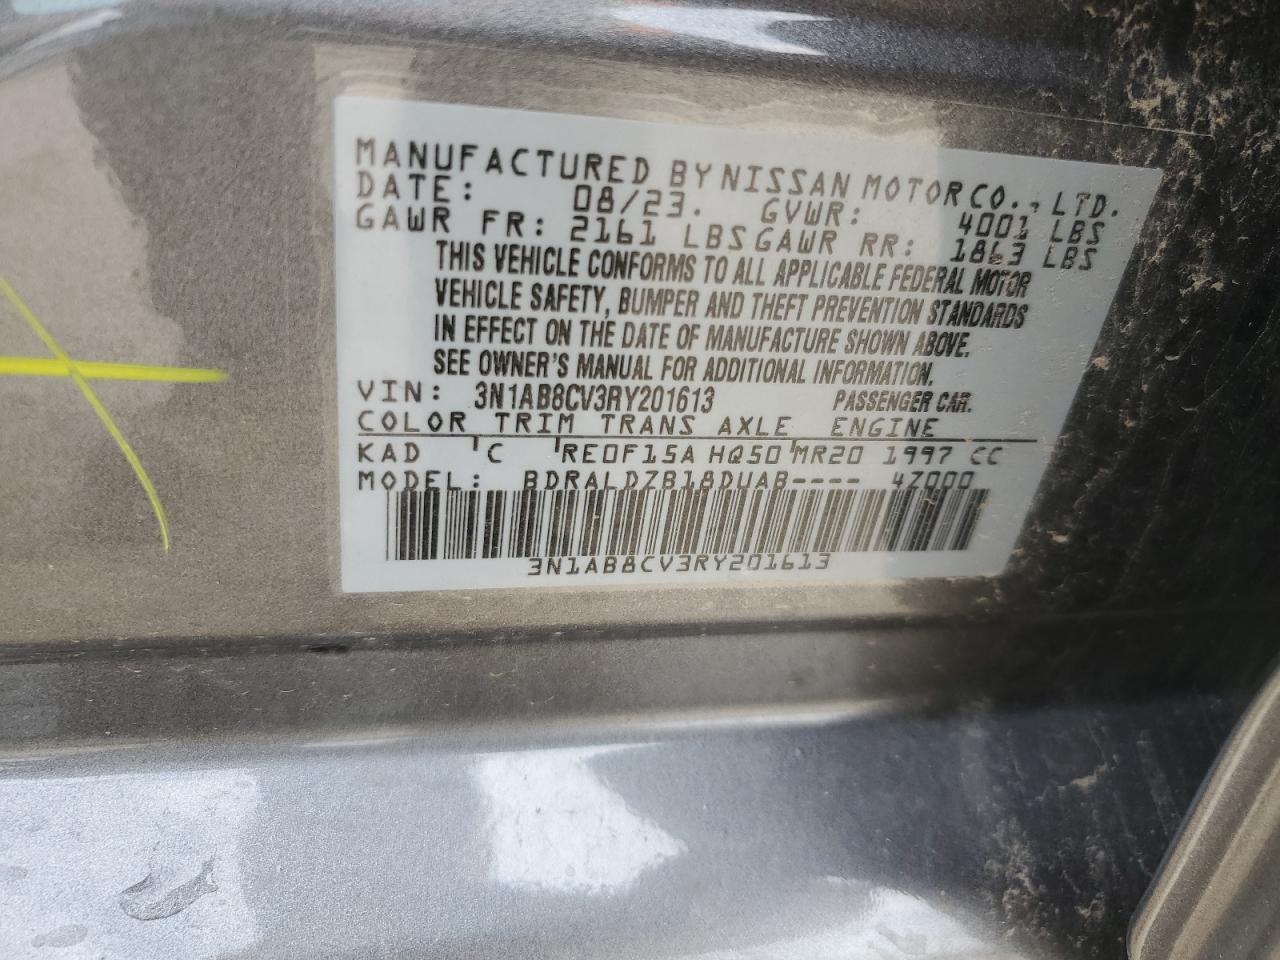 MANUFACTURED BY NISSAN MOTOR CO., LTD.
DATE: 08/23. GVWR: 4001 LBS
GAWR FR: 2161 LBS GAWR RR: 1863 LBS
THIS VEHICLE CONFORMS TO ALL APPLICABLE FEDERAL MOTOR
VEHICLE SAFETY, BUMPER AND THEFT PREVENTION STANDARDS
IN EFFECT ON THE DATE OF MANUFACTURE SHOWN ABOVE.
SEE OWNER'S MANUAL FOR ADDITIONAL INFORMATION.
VIN: 3N1AB8CV3RY201613 PASSENGER CAR.
COLOR TRIM TRANS AXLE ENGINE
KAD C RE0F15A HQ50 MR20 1997 CC
MODEL: BDRALDZB18DUAB---- 4Z000
3N1AB8CV3RY201613